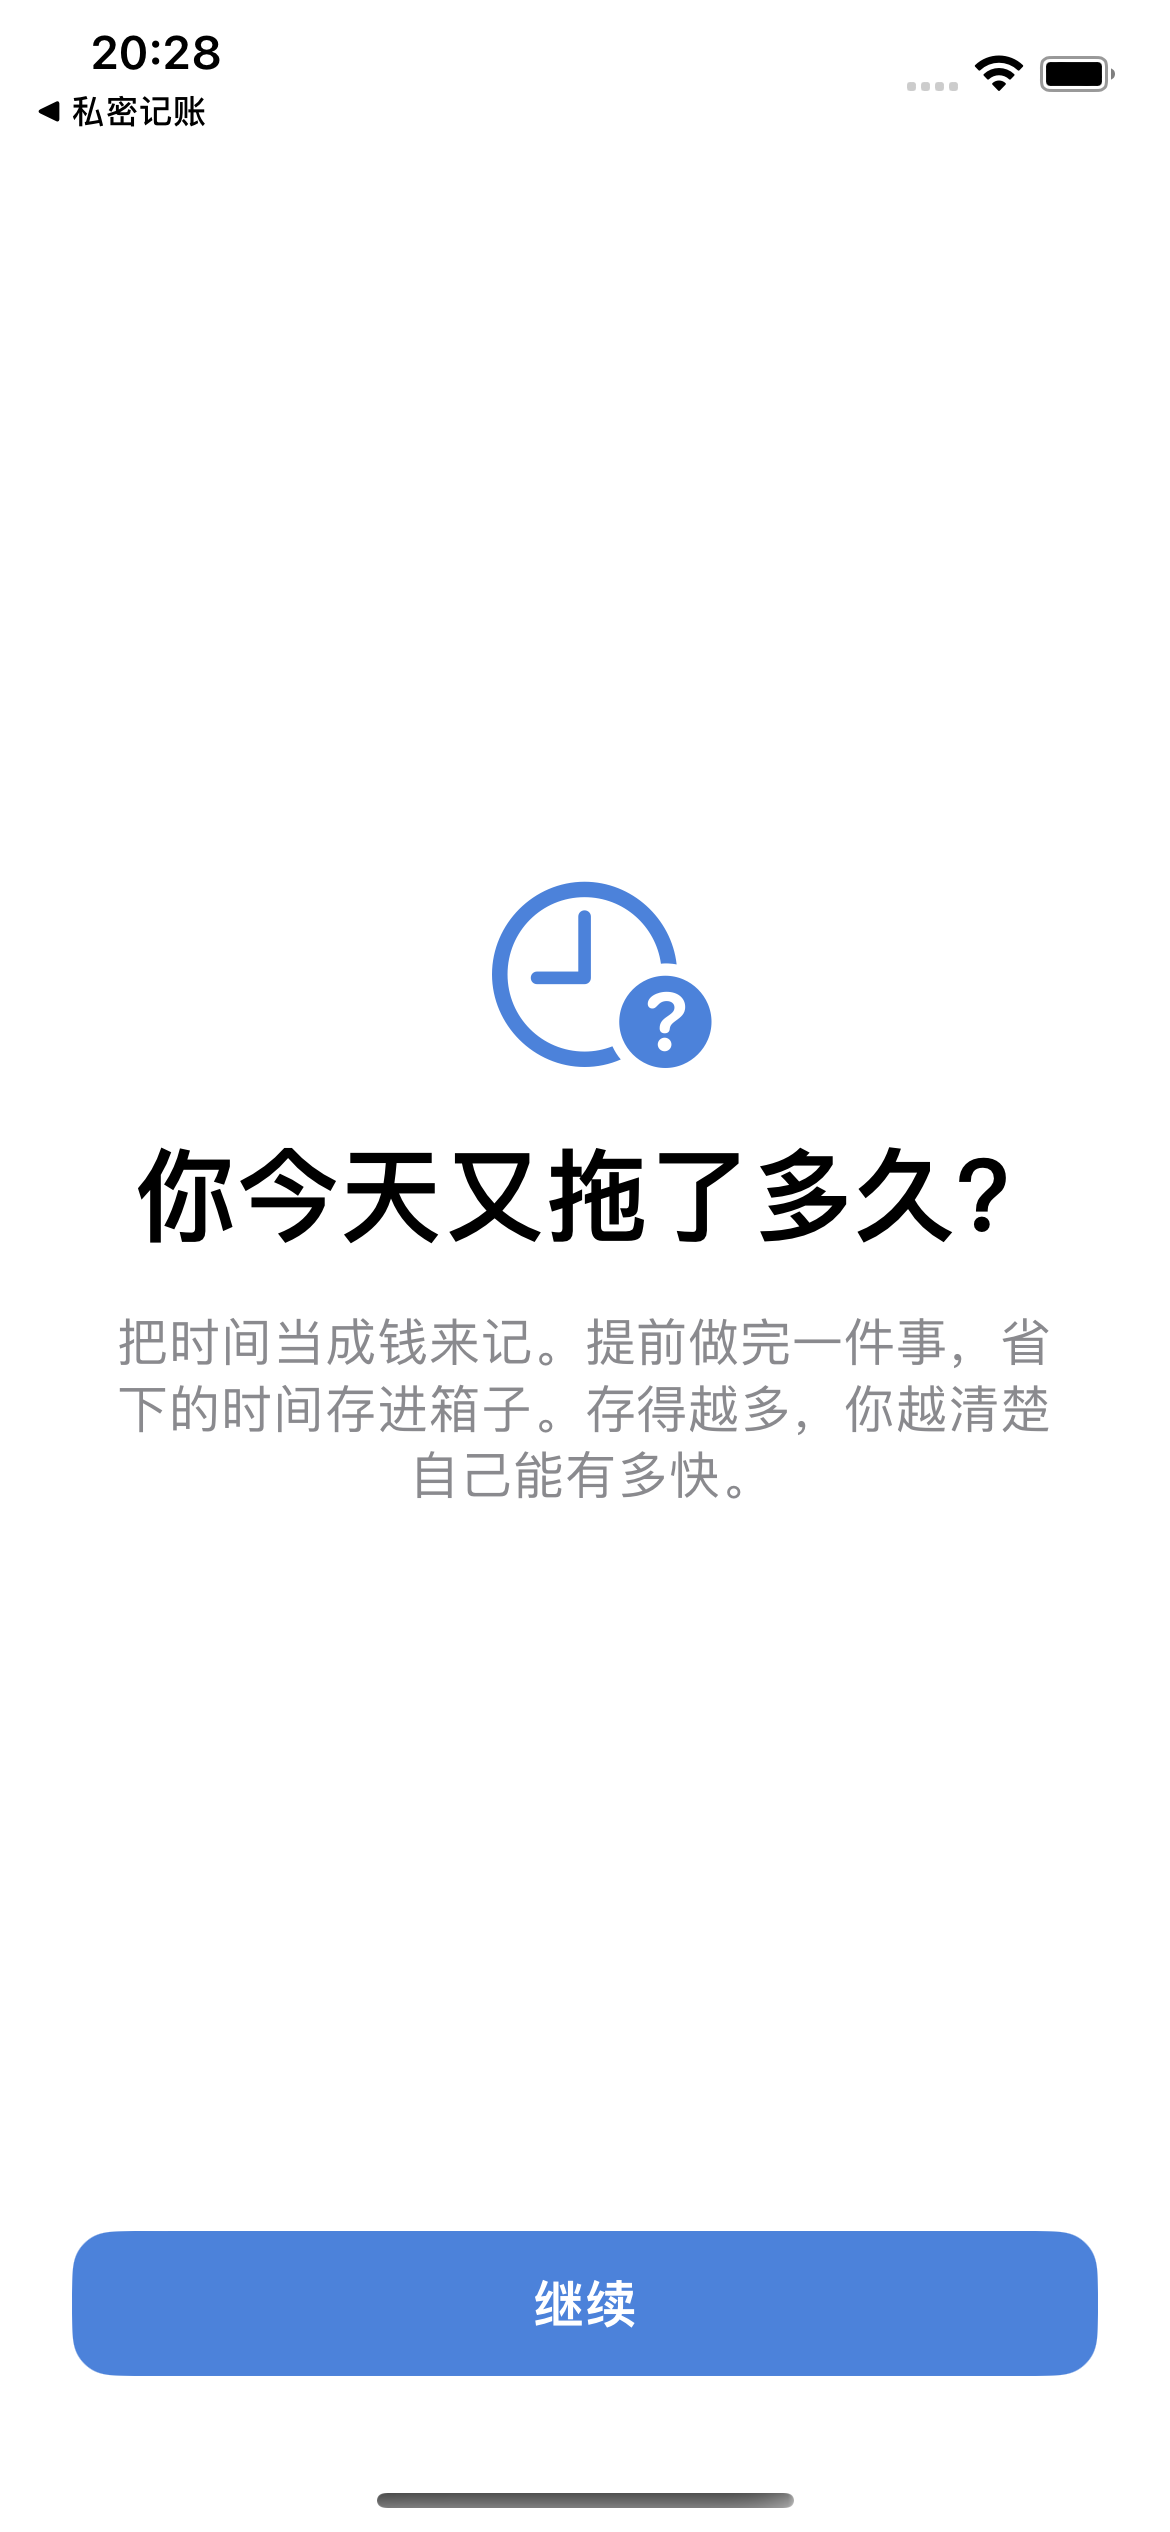 20:28
私密记账
你今天又拖了多久?
把时间当成钱来记。提前做完一件事，省
下的时间存进箱子。存得越多，你越清楚
自己能有多快。
继续